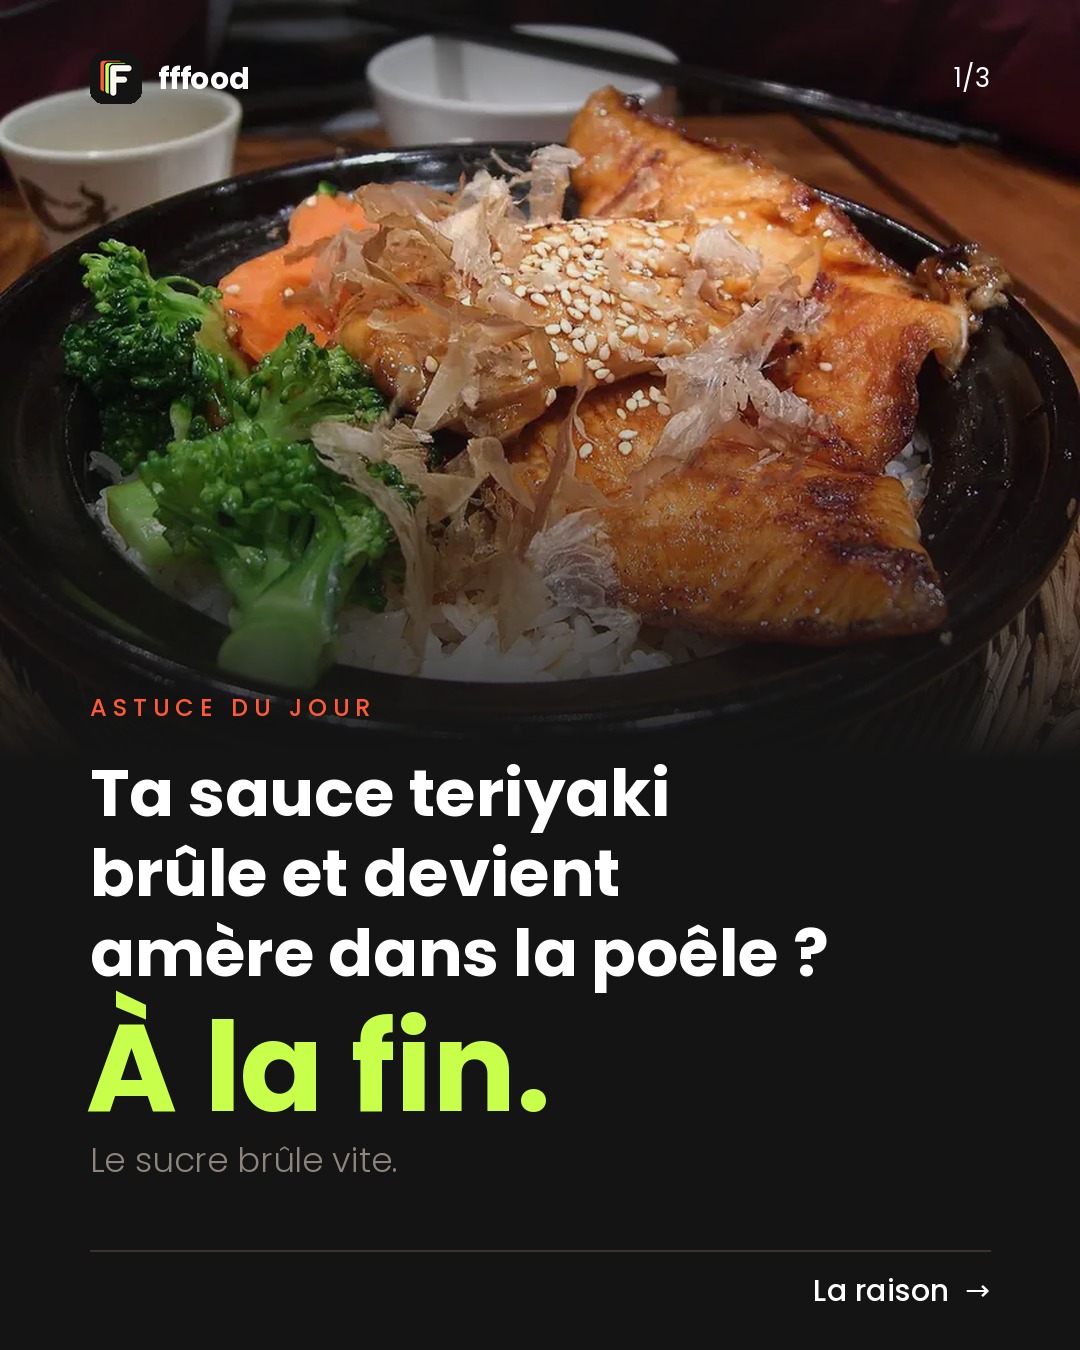 fffood
1/3
ASTUCE DU JOUR
Ta sauce teriyaki
brûle et devient
amère dans la poêle ?
À la fin.
Le sucre brûle vite.
La raison →